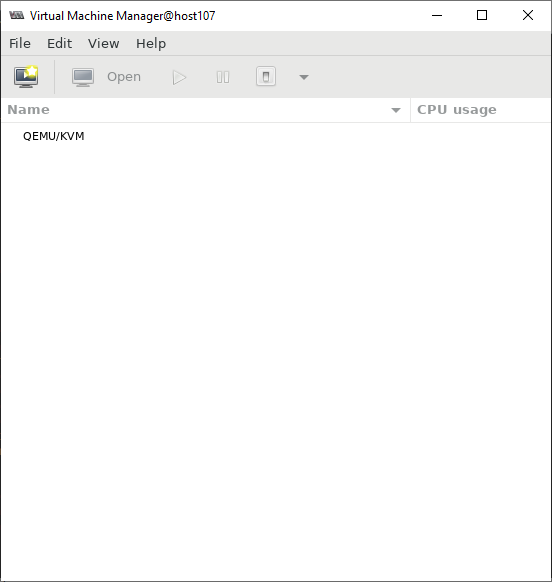 Virtual Machine Manager@host107
File Edit View Help
Open
Name CPU usage
QEMU/KVM